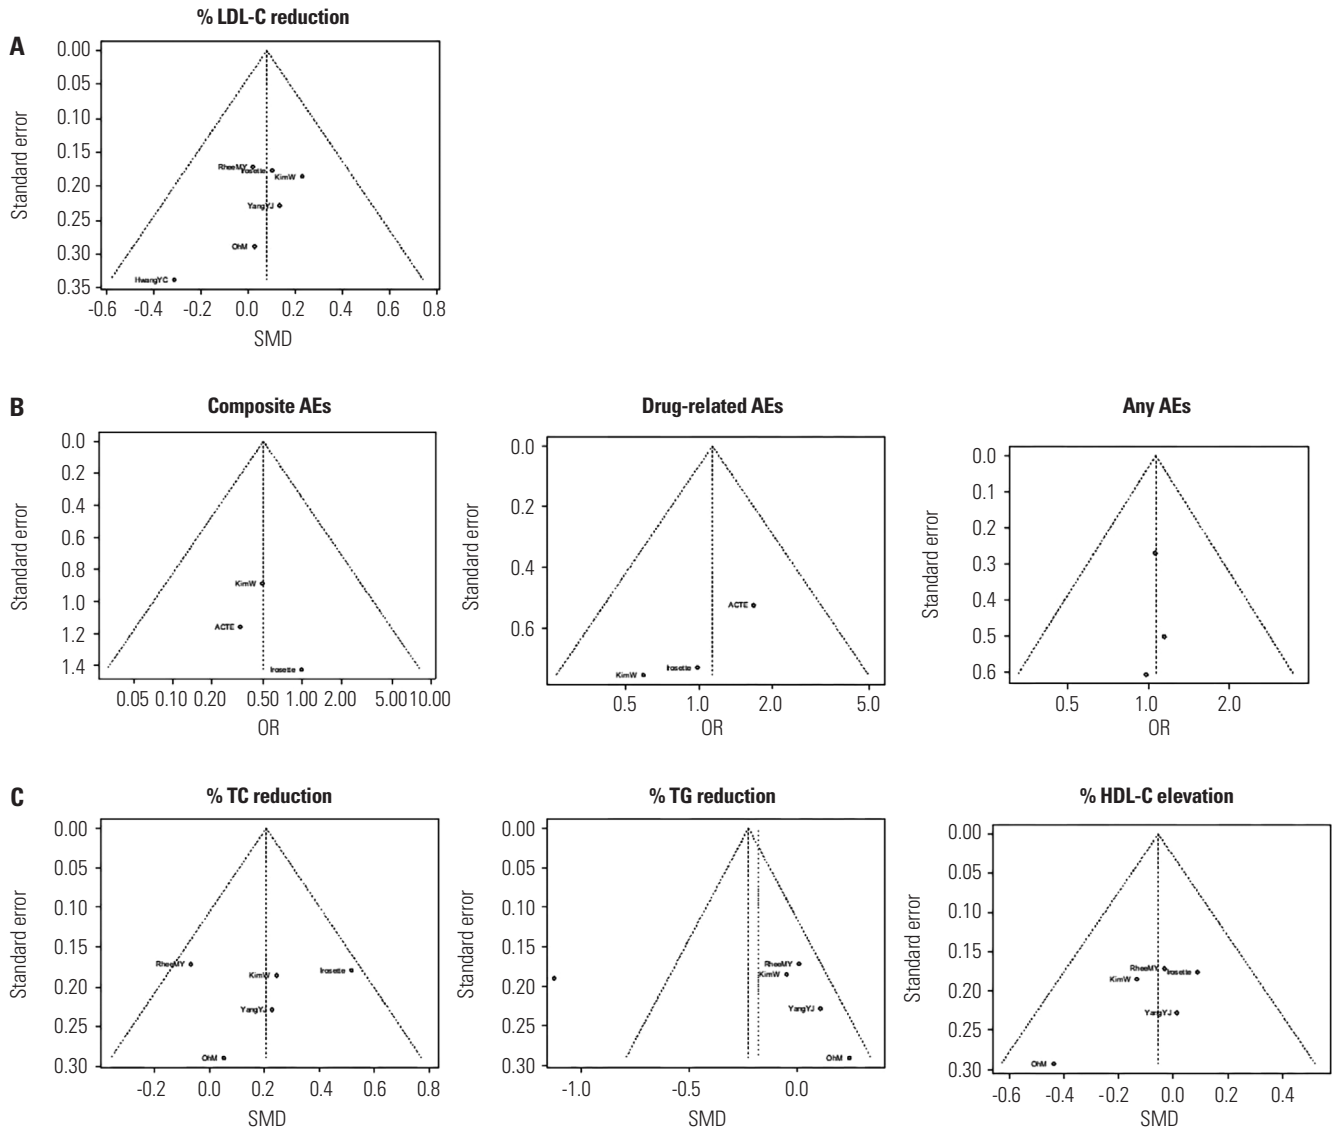 % LDL-C reduction
A
0.00
0.05
0.10
0.15
0.20
0.25
0.30
0.35
Standard error
RheeMY
Irosette
KimW
YangYJ
OhM
HwangYC
-0.6 -0.4 -0.2 0.0 0.2 0.4 0.6 0.8
SMD
B
Composite AEs
0.0
0.2
0.4
0.6
0.8
1.0
1.2
1.4
Standard error
KimW
ACTE
Irosette
0.05 0.10 0.20 0.50 1.00 2.00 5.00 10.00
OR
Drug-related AEs
0.0
0.2
0.4
0.6
Standard error
ACTE
Irosette
KimW
0.5 1.0 2.0 5.0
OR
Any AEs
0.0
0.1
0.2
0.3
0.4
0.5
0.6
Standard error
0.5 1.0 2.0
OR
C
% TC reduction
0.00
0.05
0.10
0.15
0.20
0.25
0.30
Standard error
RheeMY
Irosette
KimW
YangYJ
OhM
-0.2 0.0 0.2 0.4 0.6 0.8
SMD
% TG reduction
0.00
0.05
0.10
0.15
0.20
0.25
0.30
Standard error
RheeMY
KimW
YangYJ
OhM
-1.0 -0.5 0.0
SMD
% HDL-C elevation
0.00
0.05
0.10
0.15
0.20
0.25
0.30
Standard error
RheeMY
Irosette
KimW
YangYJ
OhM
-0.6 -0.4 -0.2 0.0 0.2 0.4
SMD